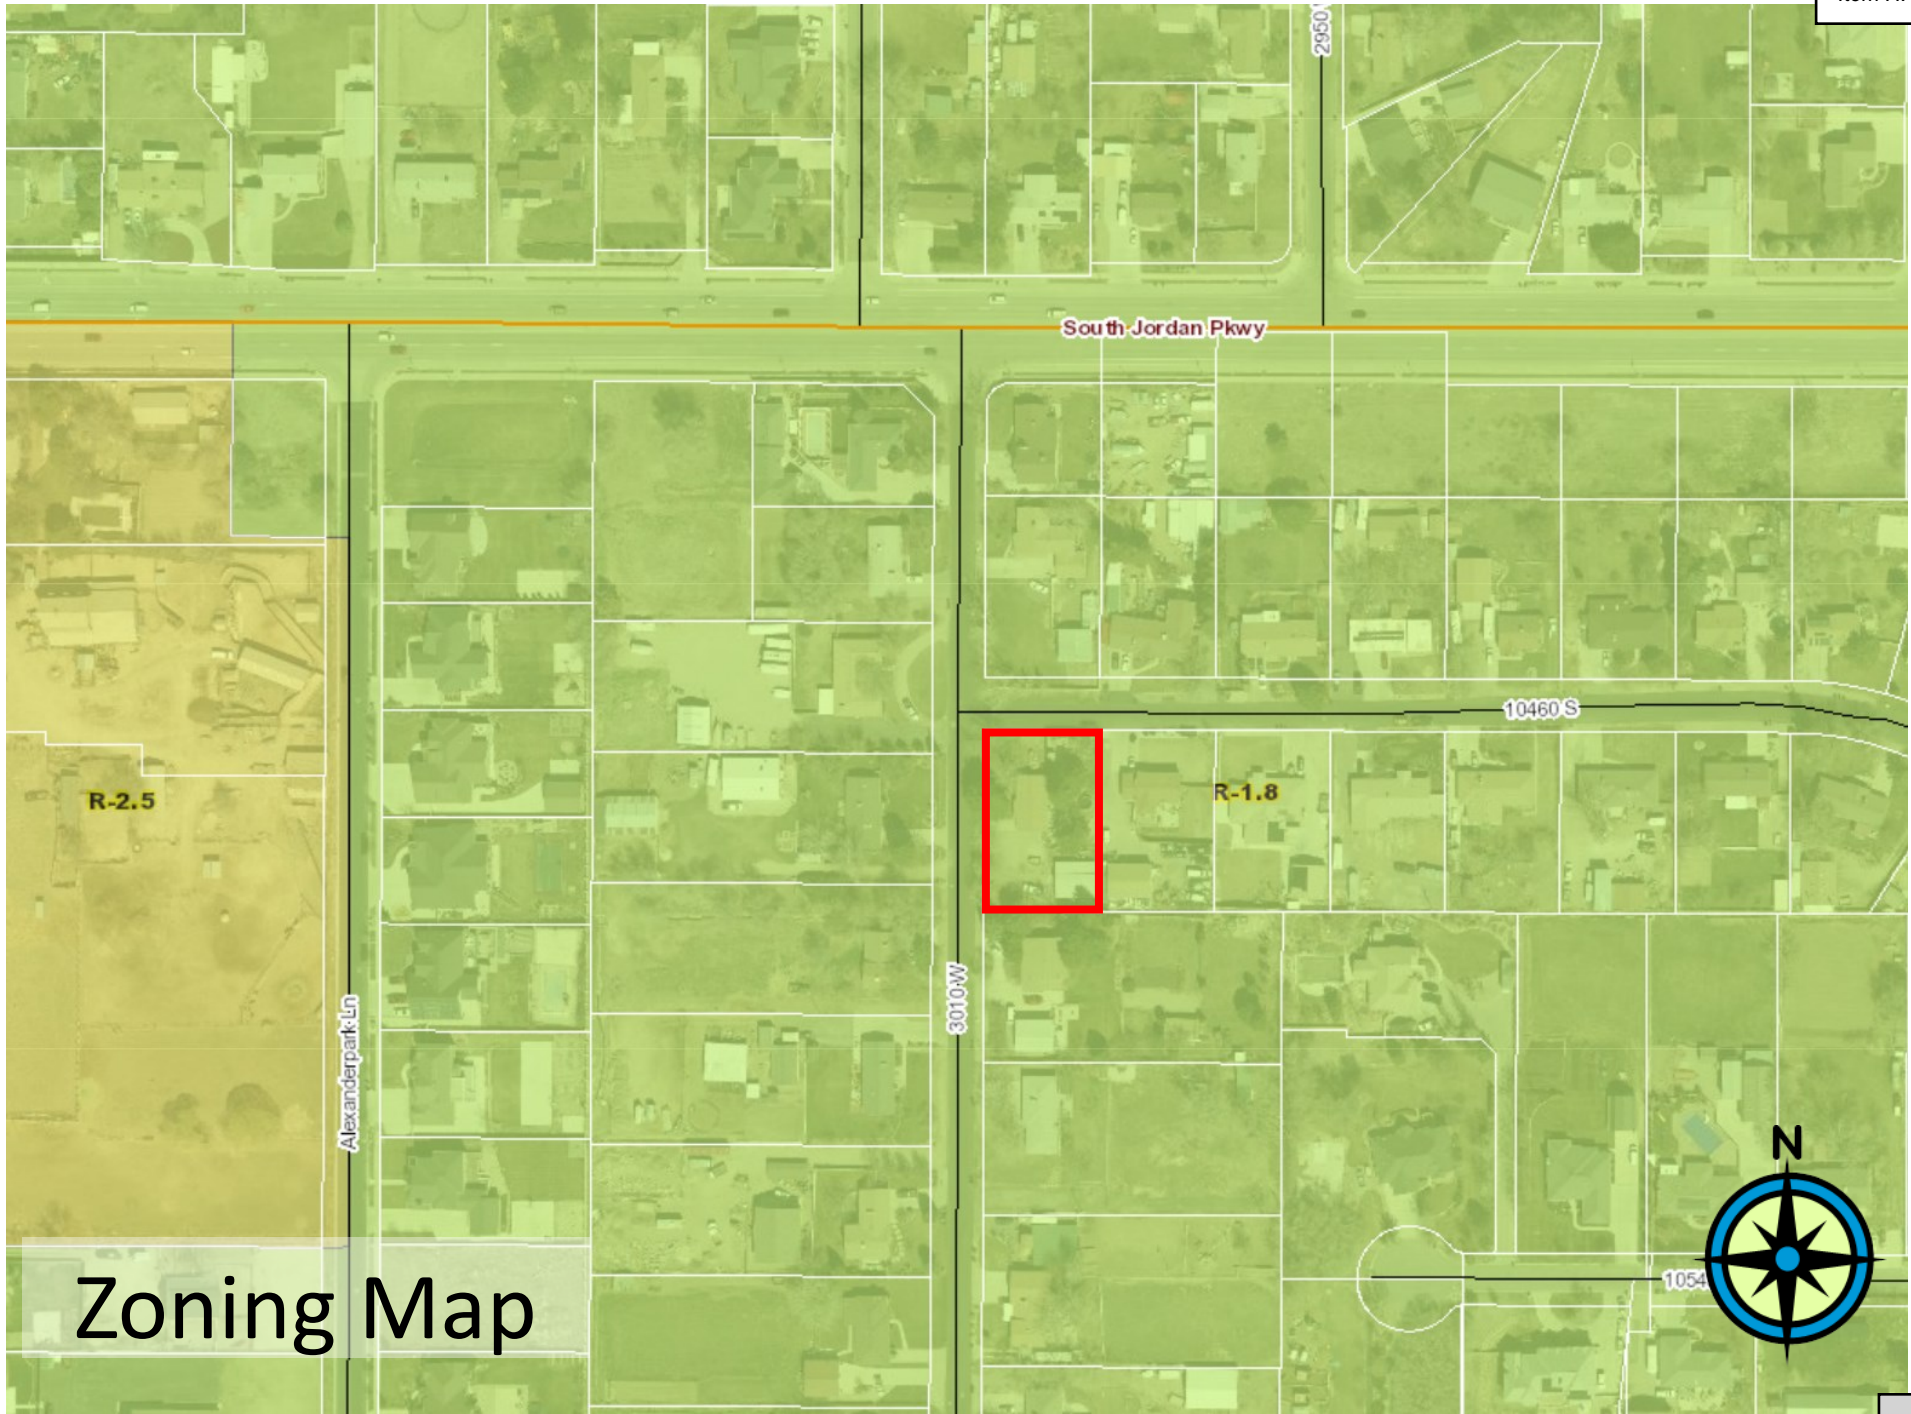 2950
South Jordan Pkwy
10460 S
R-2.5
R-1.8
3010 W
Alexanderpark Ln
N
1054
Zoning Map